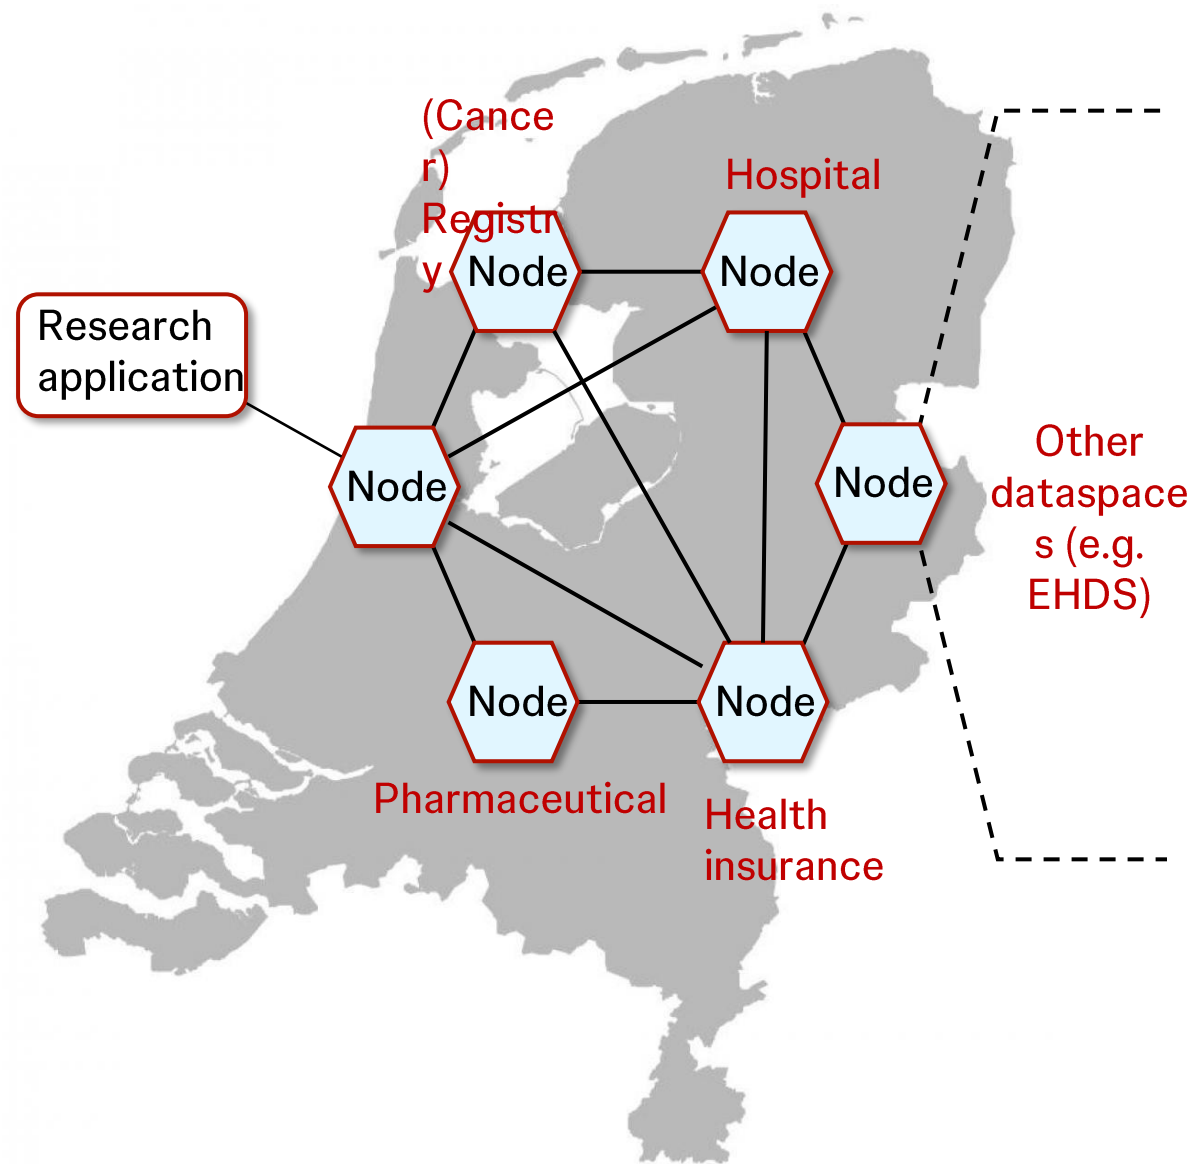 (Cance
r)
Registr
y
Hospital
Node
Node
Research
application
Node
Node
Other
dataspace
s (e.g.
EHDS)
Node
Node
Pharmaceutical
Health
insurance